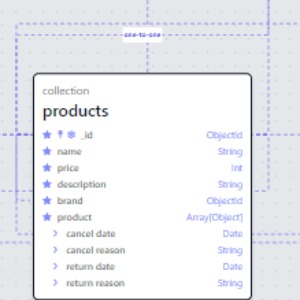 one-to-one
collection
products
_id ObjectId
name String
price Int
description String
brand ObjectId
product Array[Object]
cancel date Date
cancel reason String
return date Date
return reason String